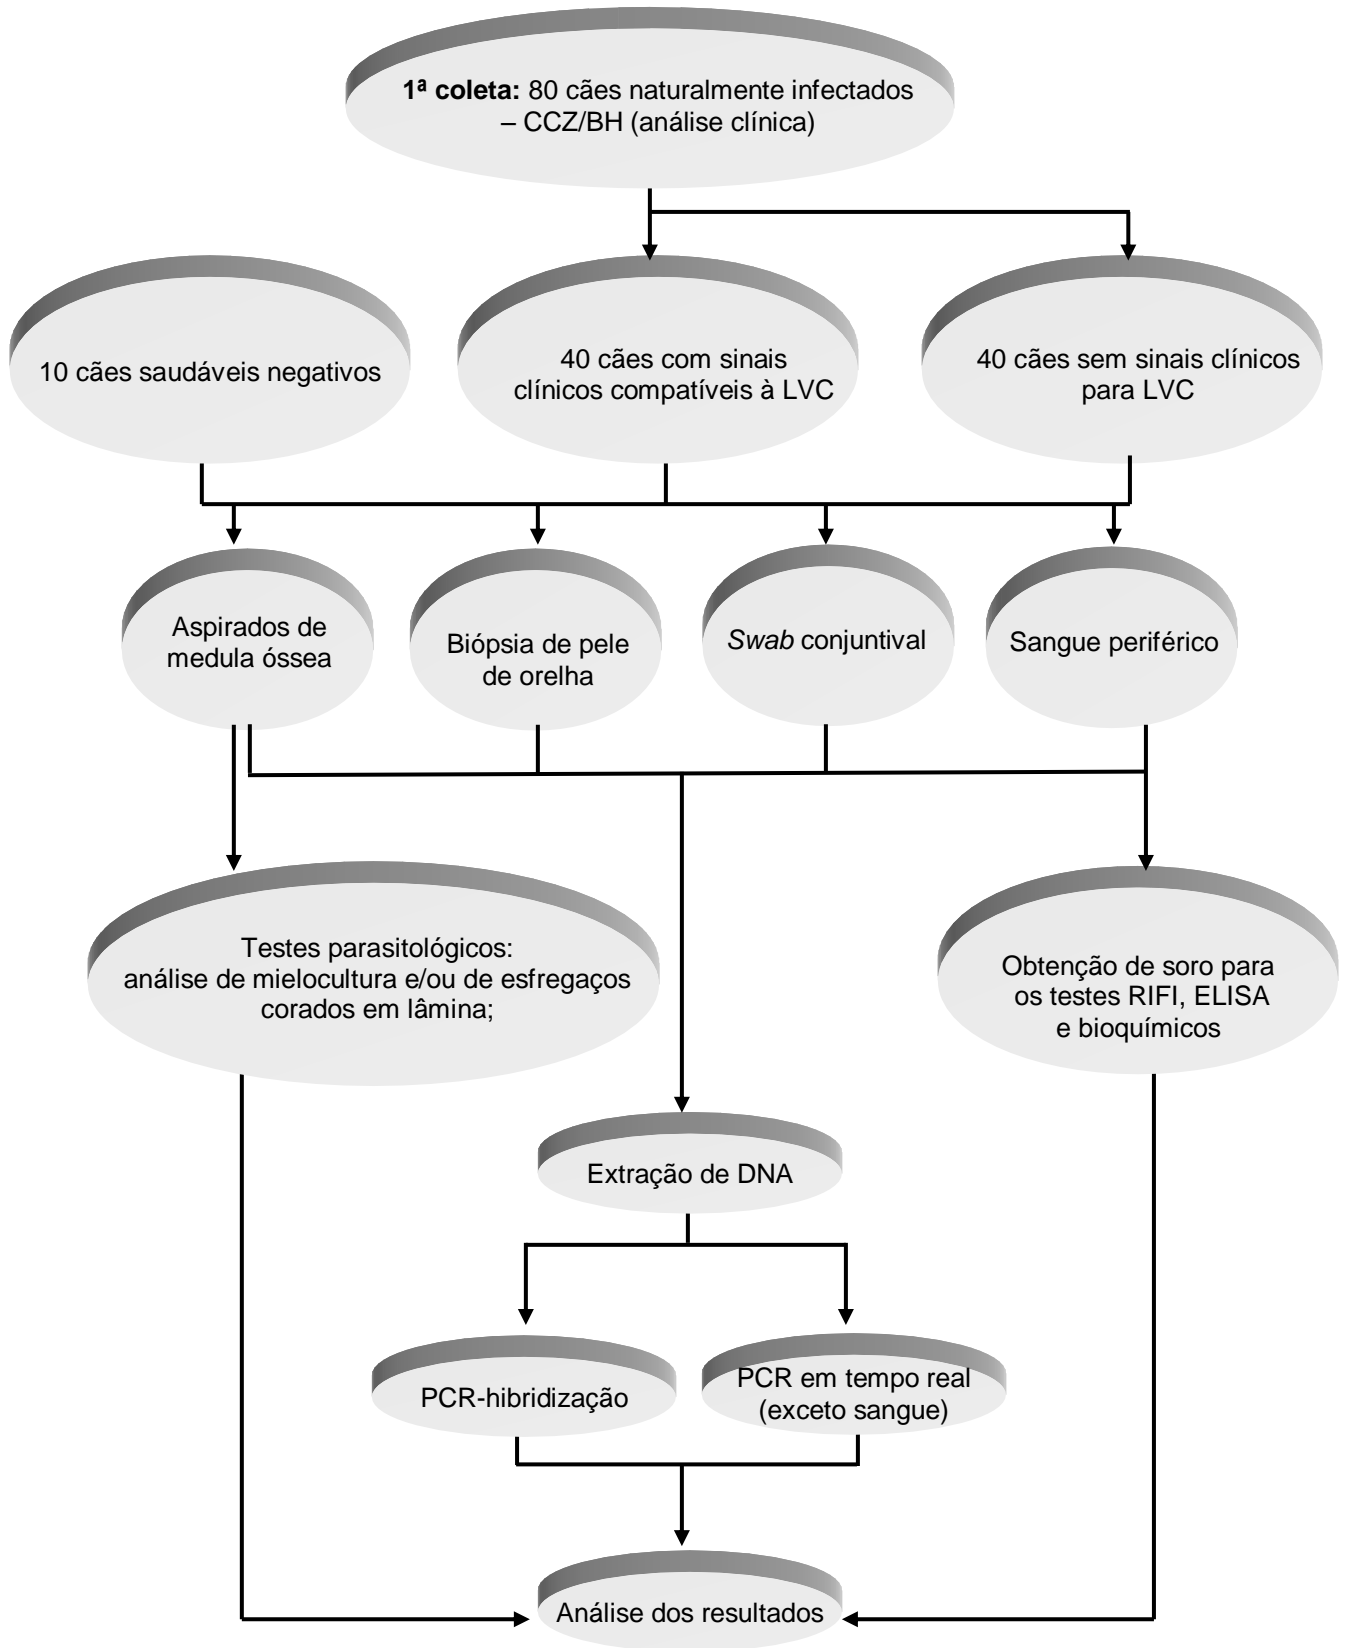 1ª coleta: 80 cães naturalmente infectados
– CCZ/BH (análise clínica)
10 cães saudáveis negativos
40 cães com sinais
clínicos compatíveis à LVC
40 cães sem sinais clínicos
para LVC
Aspirados de
medula óssea
Biópsia de pele
de orelha
Swab conjuntival
Sangue periférico
Testes parasitológicos:
análise de mielocultura e/ou de esfregaços
corados em lâmina;
Obtenção de soro para
os testes RIFI, ELISA
e bioquímicos
Extração de DNA
PCR-hibridização
PCR em tempo real
(exceto sangue)
Análise dos resultados